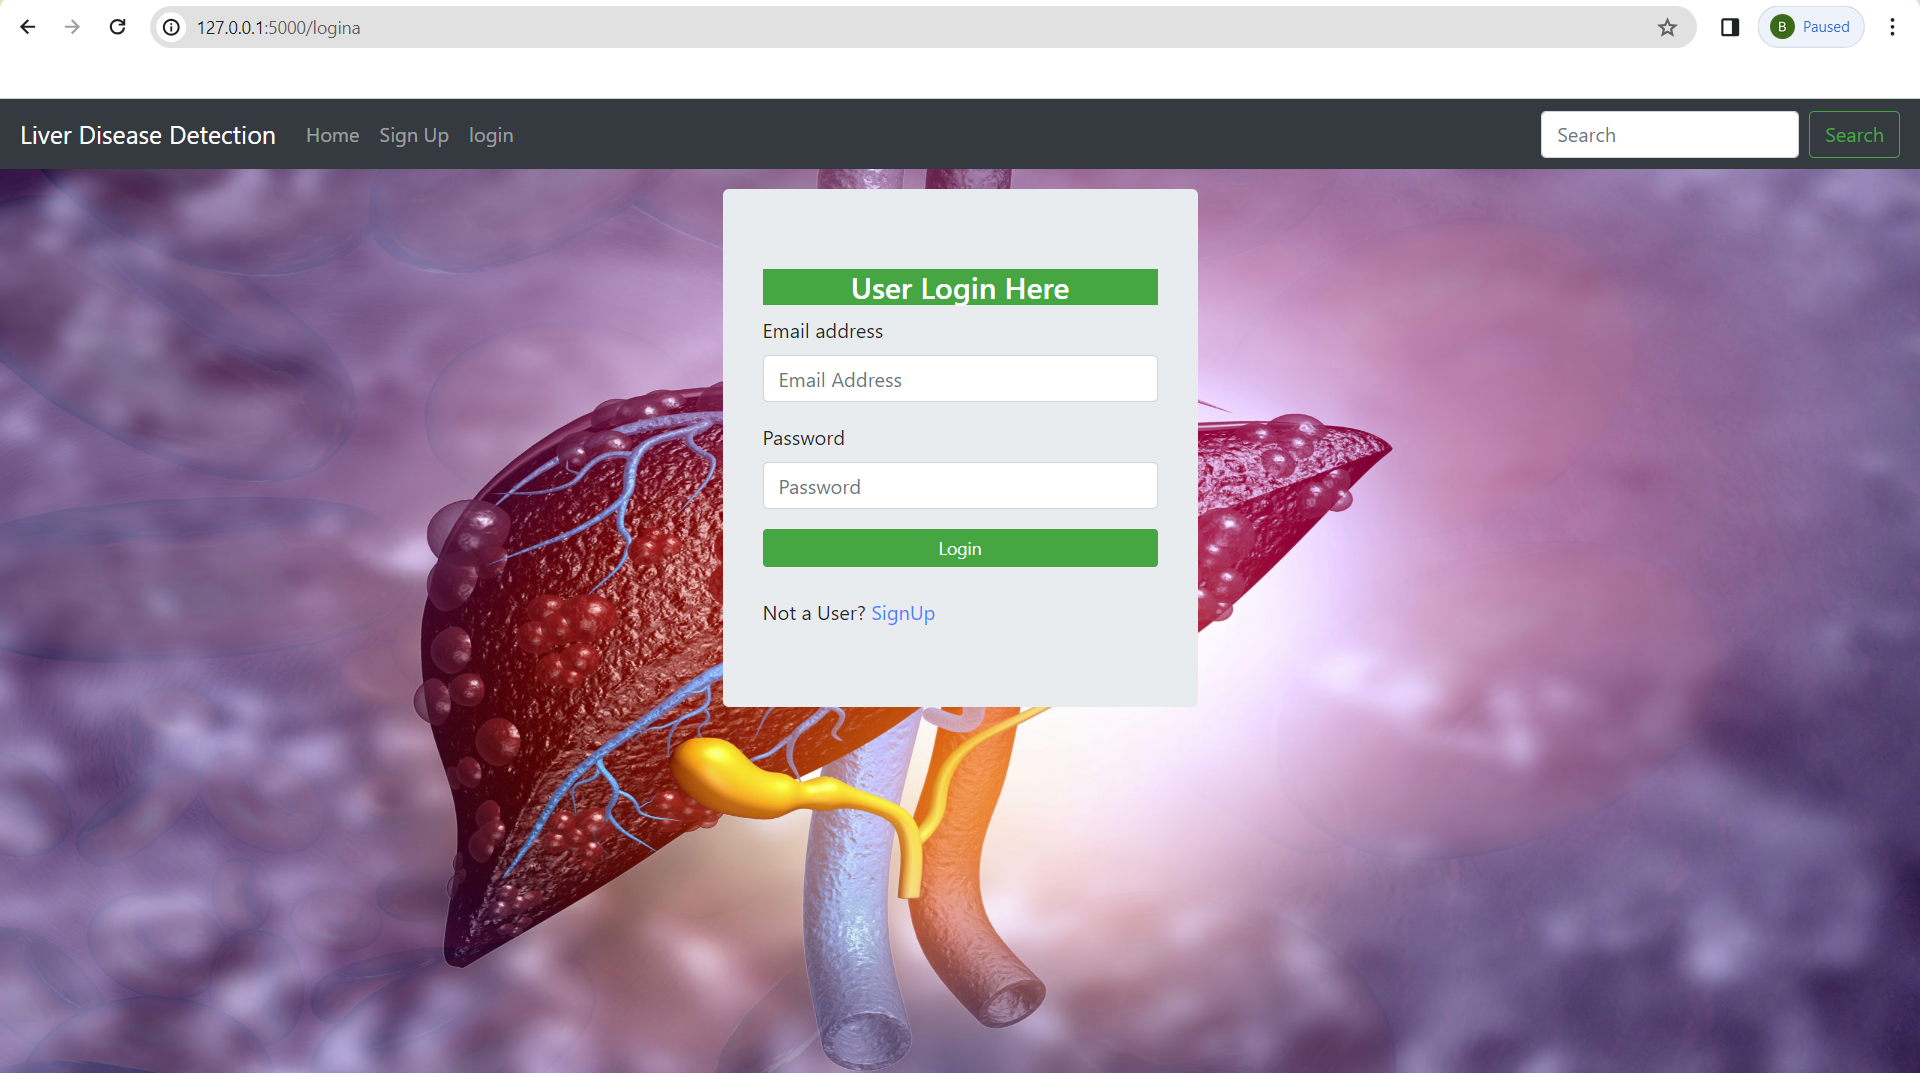 127.0.0.1:5000/logina
B Paused
Liver Disease Detection Home Sign Up login Search Search
User Login Here
Email address
Email Address
Password
Password
Login
Not a User? SignUp